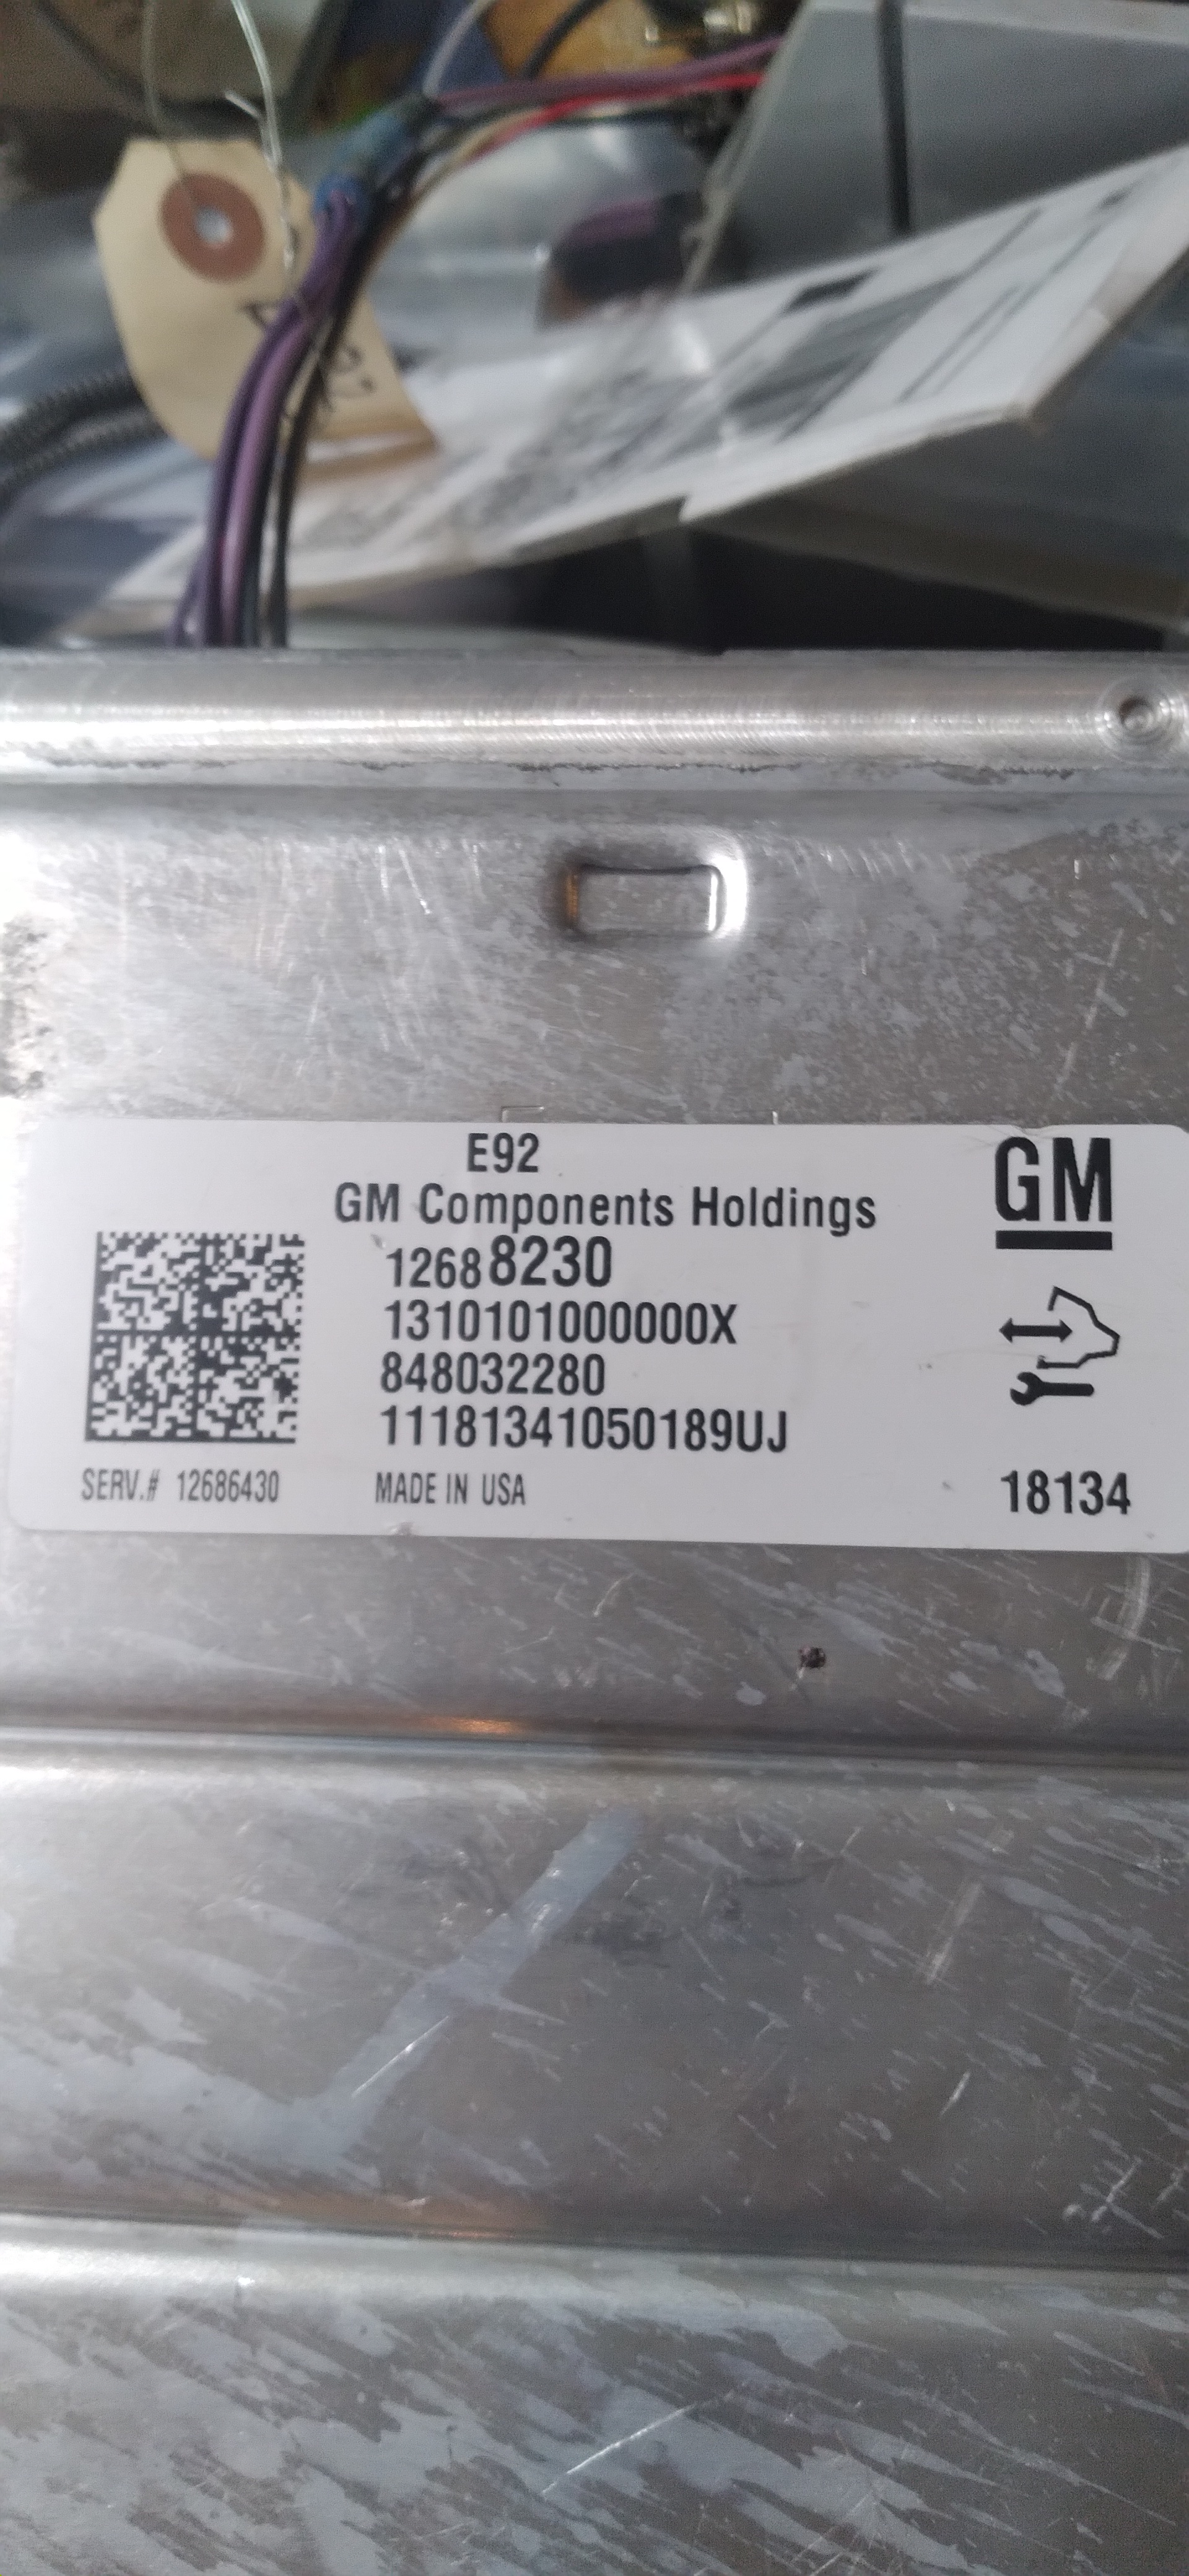 E92
GM Components Holdings
GM
12688230
1310101000000X
848032280
11181341050189UJ
SERV.# 12686430
MADE IN USA
18134